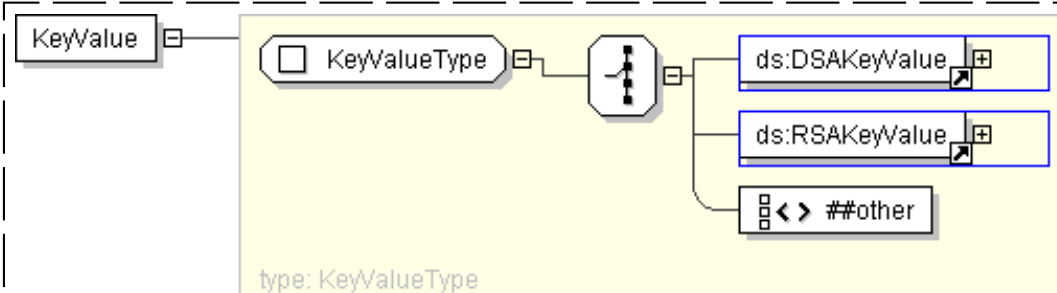 KeyValue
KeyValueType
ds:DSAKeyValue
ds:RSAKeyValue
##other
type: KeyValueType